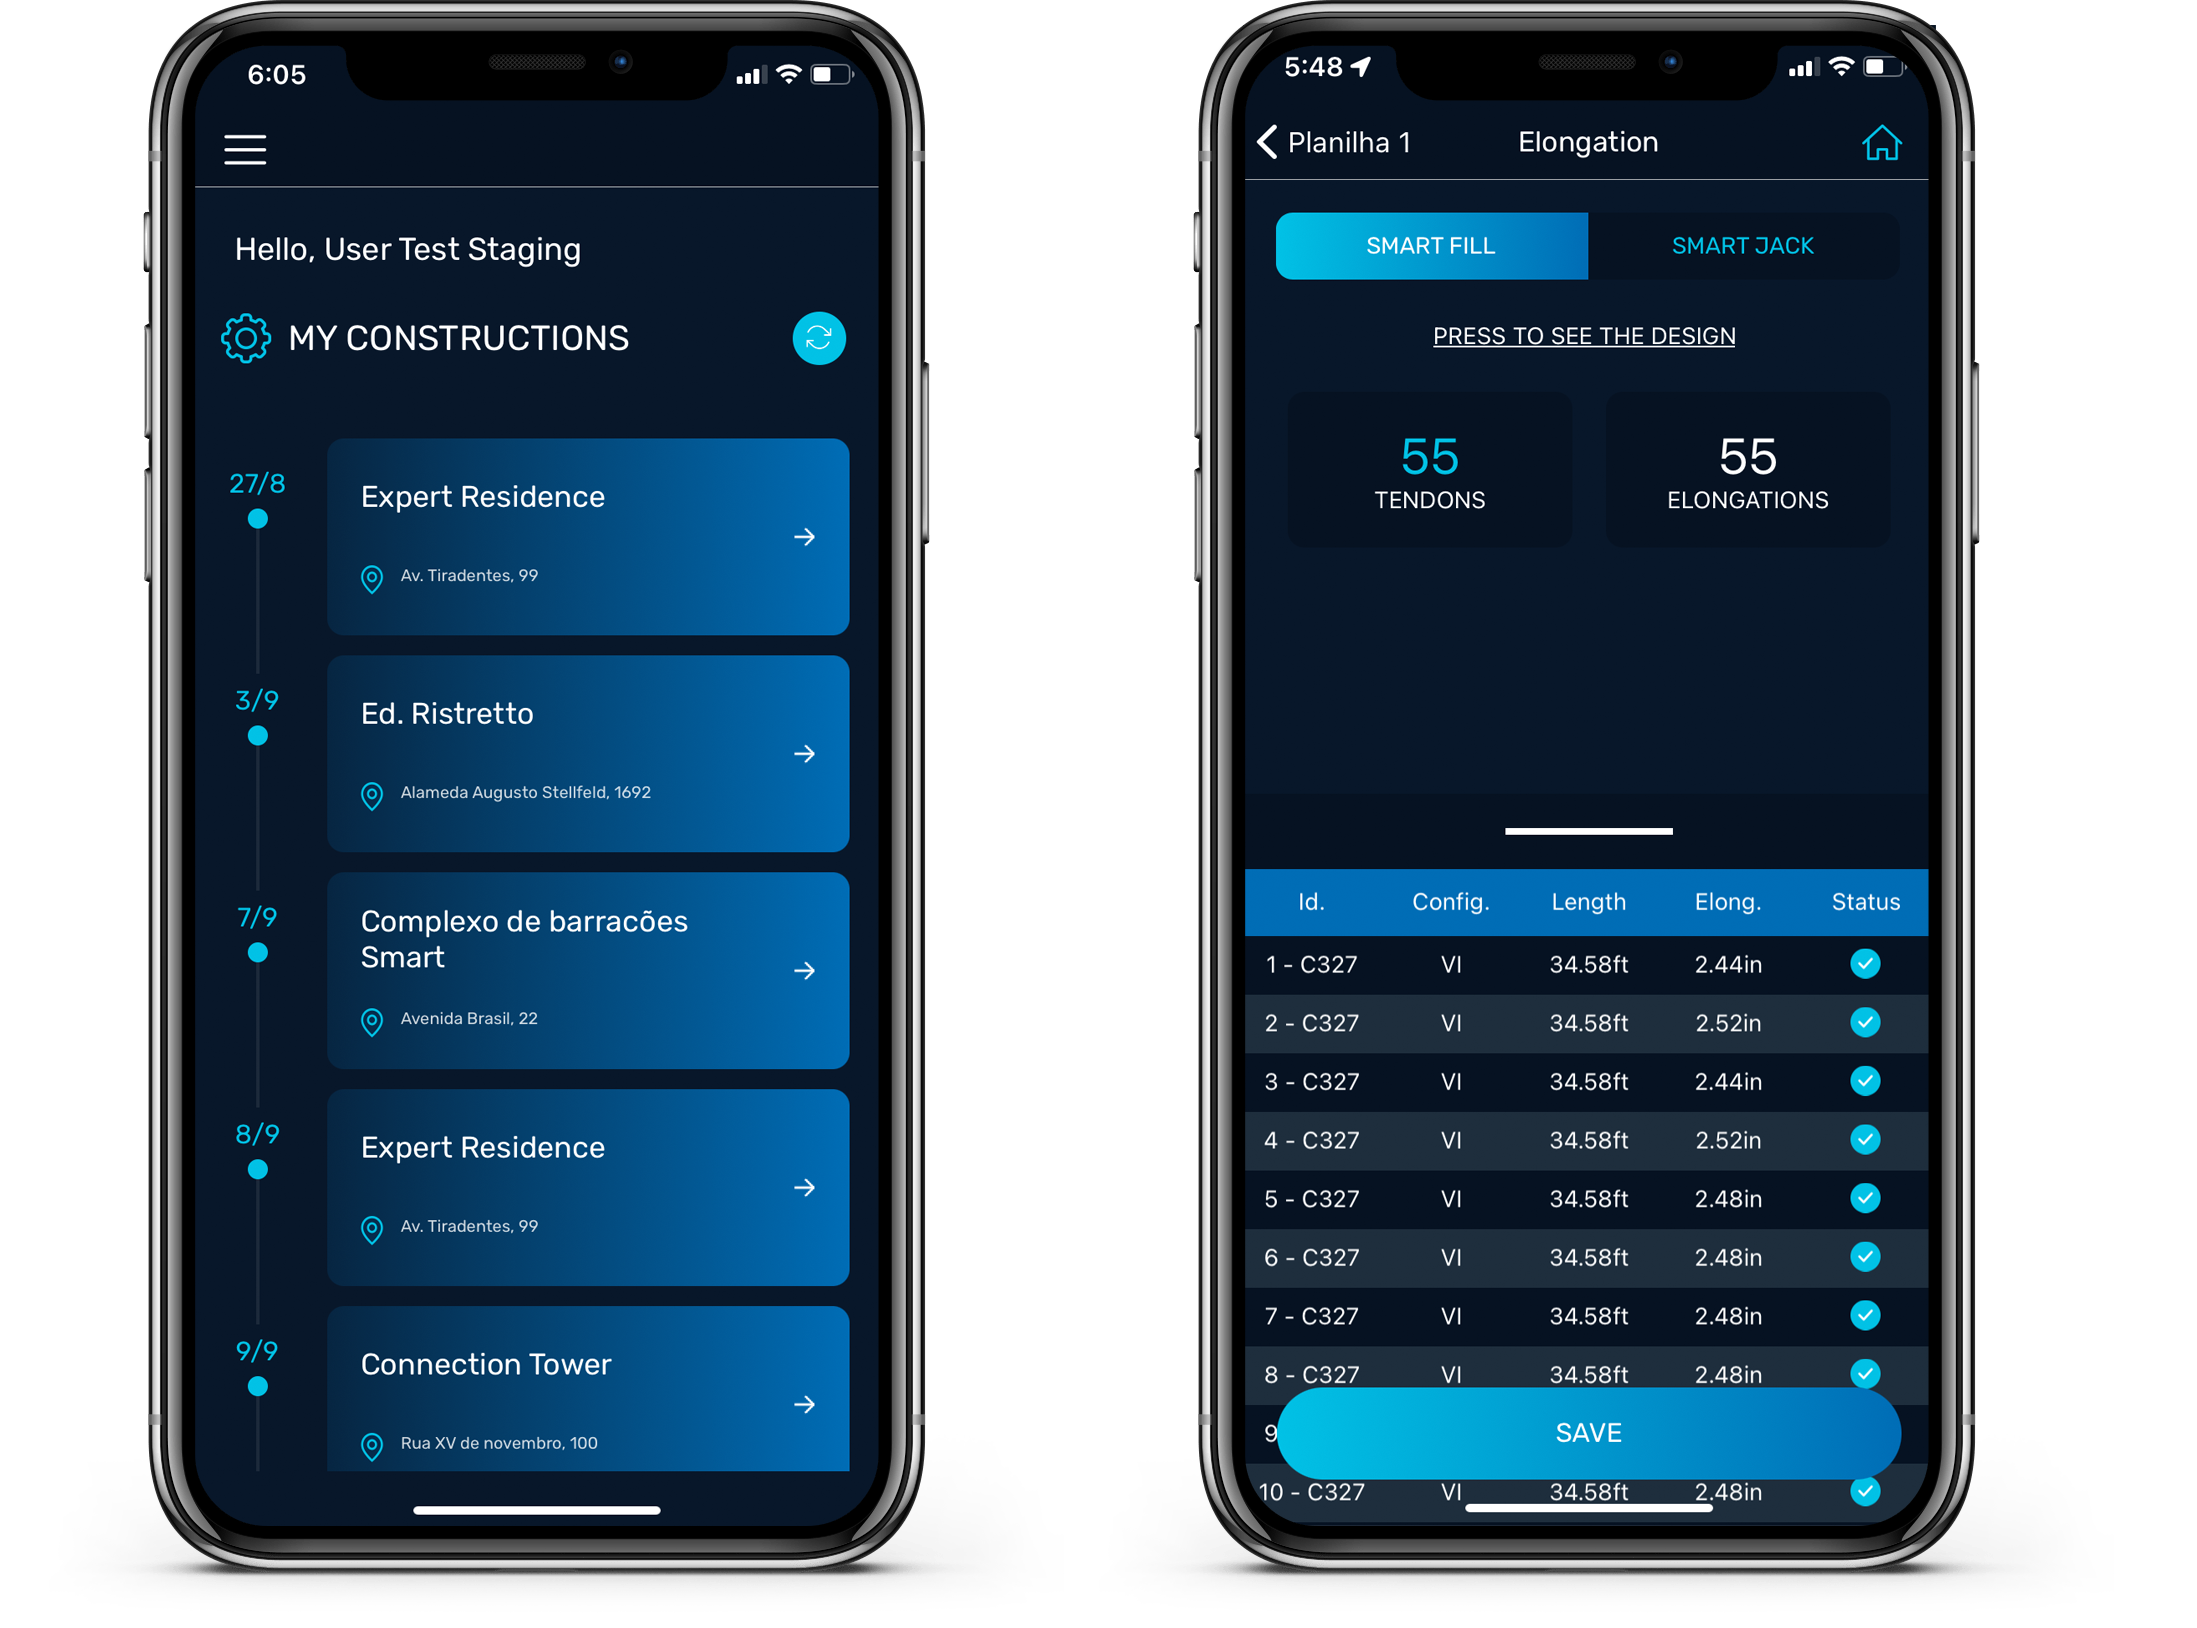 6:05
Hello, User Test Staging
MY CONSTRUCTIONS
27/8
Expert Residence
Av. Tiradentes, 99
3/9
Ed. Ristretto
Alameda Augusto Stellfeld, 1692
7/9
Complexo de barracões
Smart
Avenida Brasil, 22
8/9
Expert Residence
Av. Tiradentes, 99
9/9
Connection Tower
Rua XV de novembro, 100
5:48
Planilha 1 Elongation
SMART FILL SMART JACK
PRESS TO SEE THE DESIGN
55 55
TENDONS ELONGATIONS
Id. Config. Length Elong. Status
1 - C327 VI 34.58ft 2.44in
2 - C327 VI 34.58ft 2.52in
3 - C327 VI 34.58ft 2.44in
4 - C327 VI 34.58ft 2.52in
5 - C327 VI 34.58ft 2.48in
6 - C327 VI 34.58ft 2.48in
7 - C327 VI 34.58ft 2.48in
8 - C327 VI 34.58ft 2.48in
9 SAVE
10 - C327 VI 34.58ft 2.48in